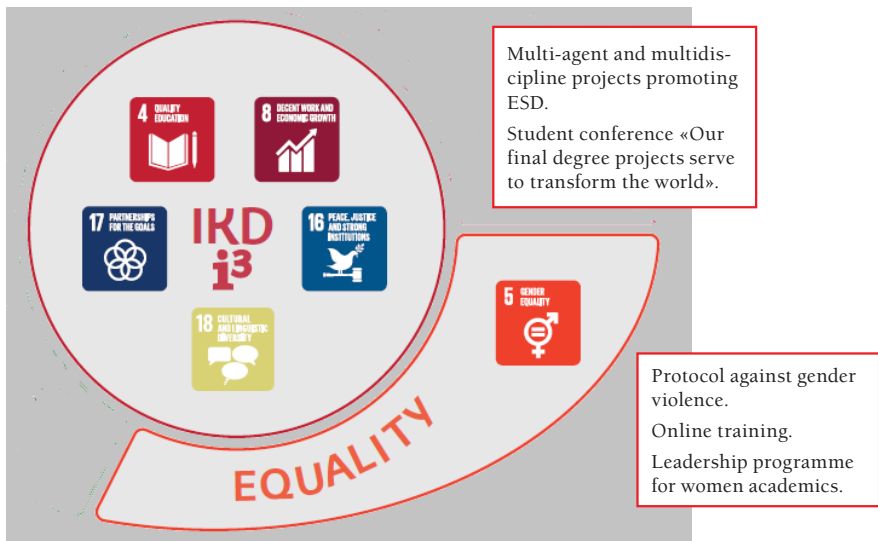 4 QUALITY
EDUCATION
8 DECENT WORK AND
ECONOMIC GROWTH
17 PARTNERSHIPS
FOR THE GOALS
IKD
i³
16 PEACE, JUSTICE
AND STRONG
INSTITUTIONS
18 CULTURAL
AND LINGUISTIC
DIVERSITY
5 GENDER
EQUALITY
EQUALITY
Multi-agent and multidis-
cipline projects promoting
ESD.
Student conference «Our
final degree projects serve
to transform the world».
Protocol against gender
violence.
Online training.
Leadership programme
for women academics.